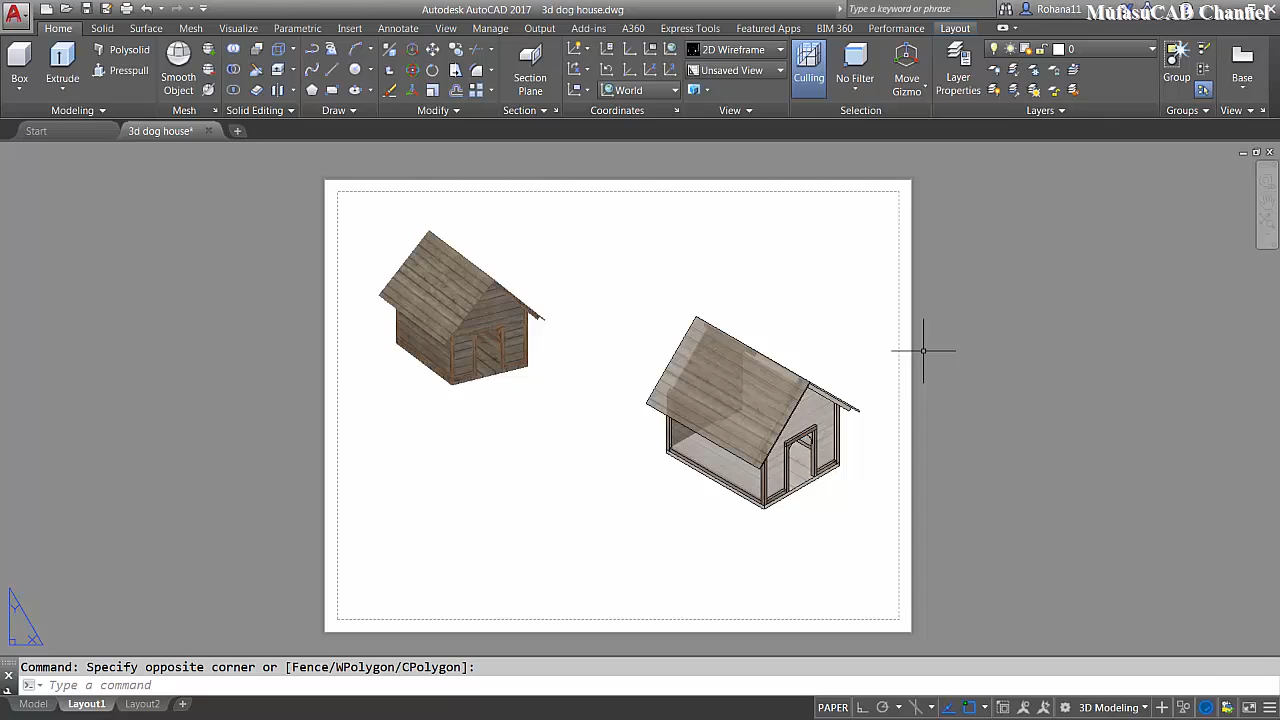 Autodesk AutoCAD 2017 3d dog house.dwg
Type a keyword or phrase
Rohana11
MufasuCAD Channel
Home Solid Surface Mesh Visualize Parametric Insert Annotate View Manage Output Add-ins A360 Express Tools Featured Apps BIM 360 Performance Layout
Box
Extrude
Polysolid
Presspull
Smooth
Object
Section
Plane
2D Wireframe
Unsaved View
World
Culling
No Filter
Move
Gizmo
Layer
Properties
0
Group
Base
Modeling
Mesh
Solid Editing
Draw
Modify
Section
Coordinates
View
Selection
Layers
Groups
View
Start
3d dog house*
Y
X
Command: Specify opposite corner or [Fence/WPolygon/CPolygon]:
Type a command
Model Layout1 Layout2
PAPER
3D Modeling